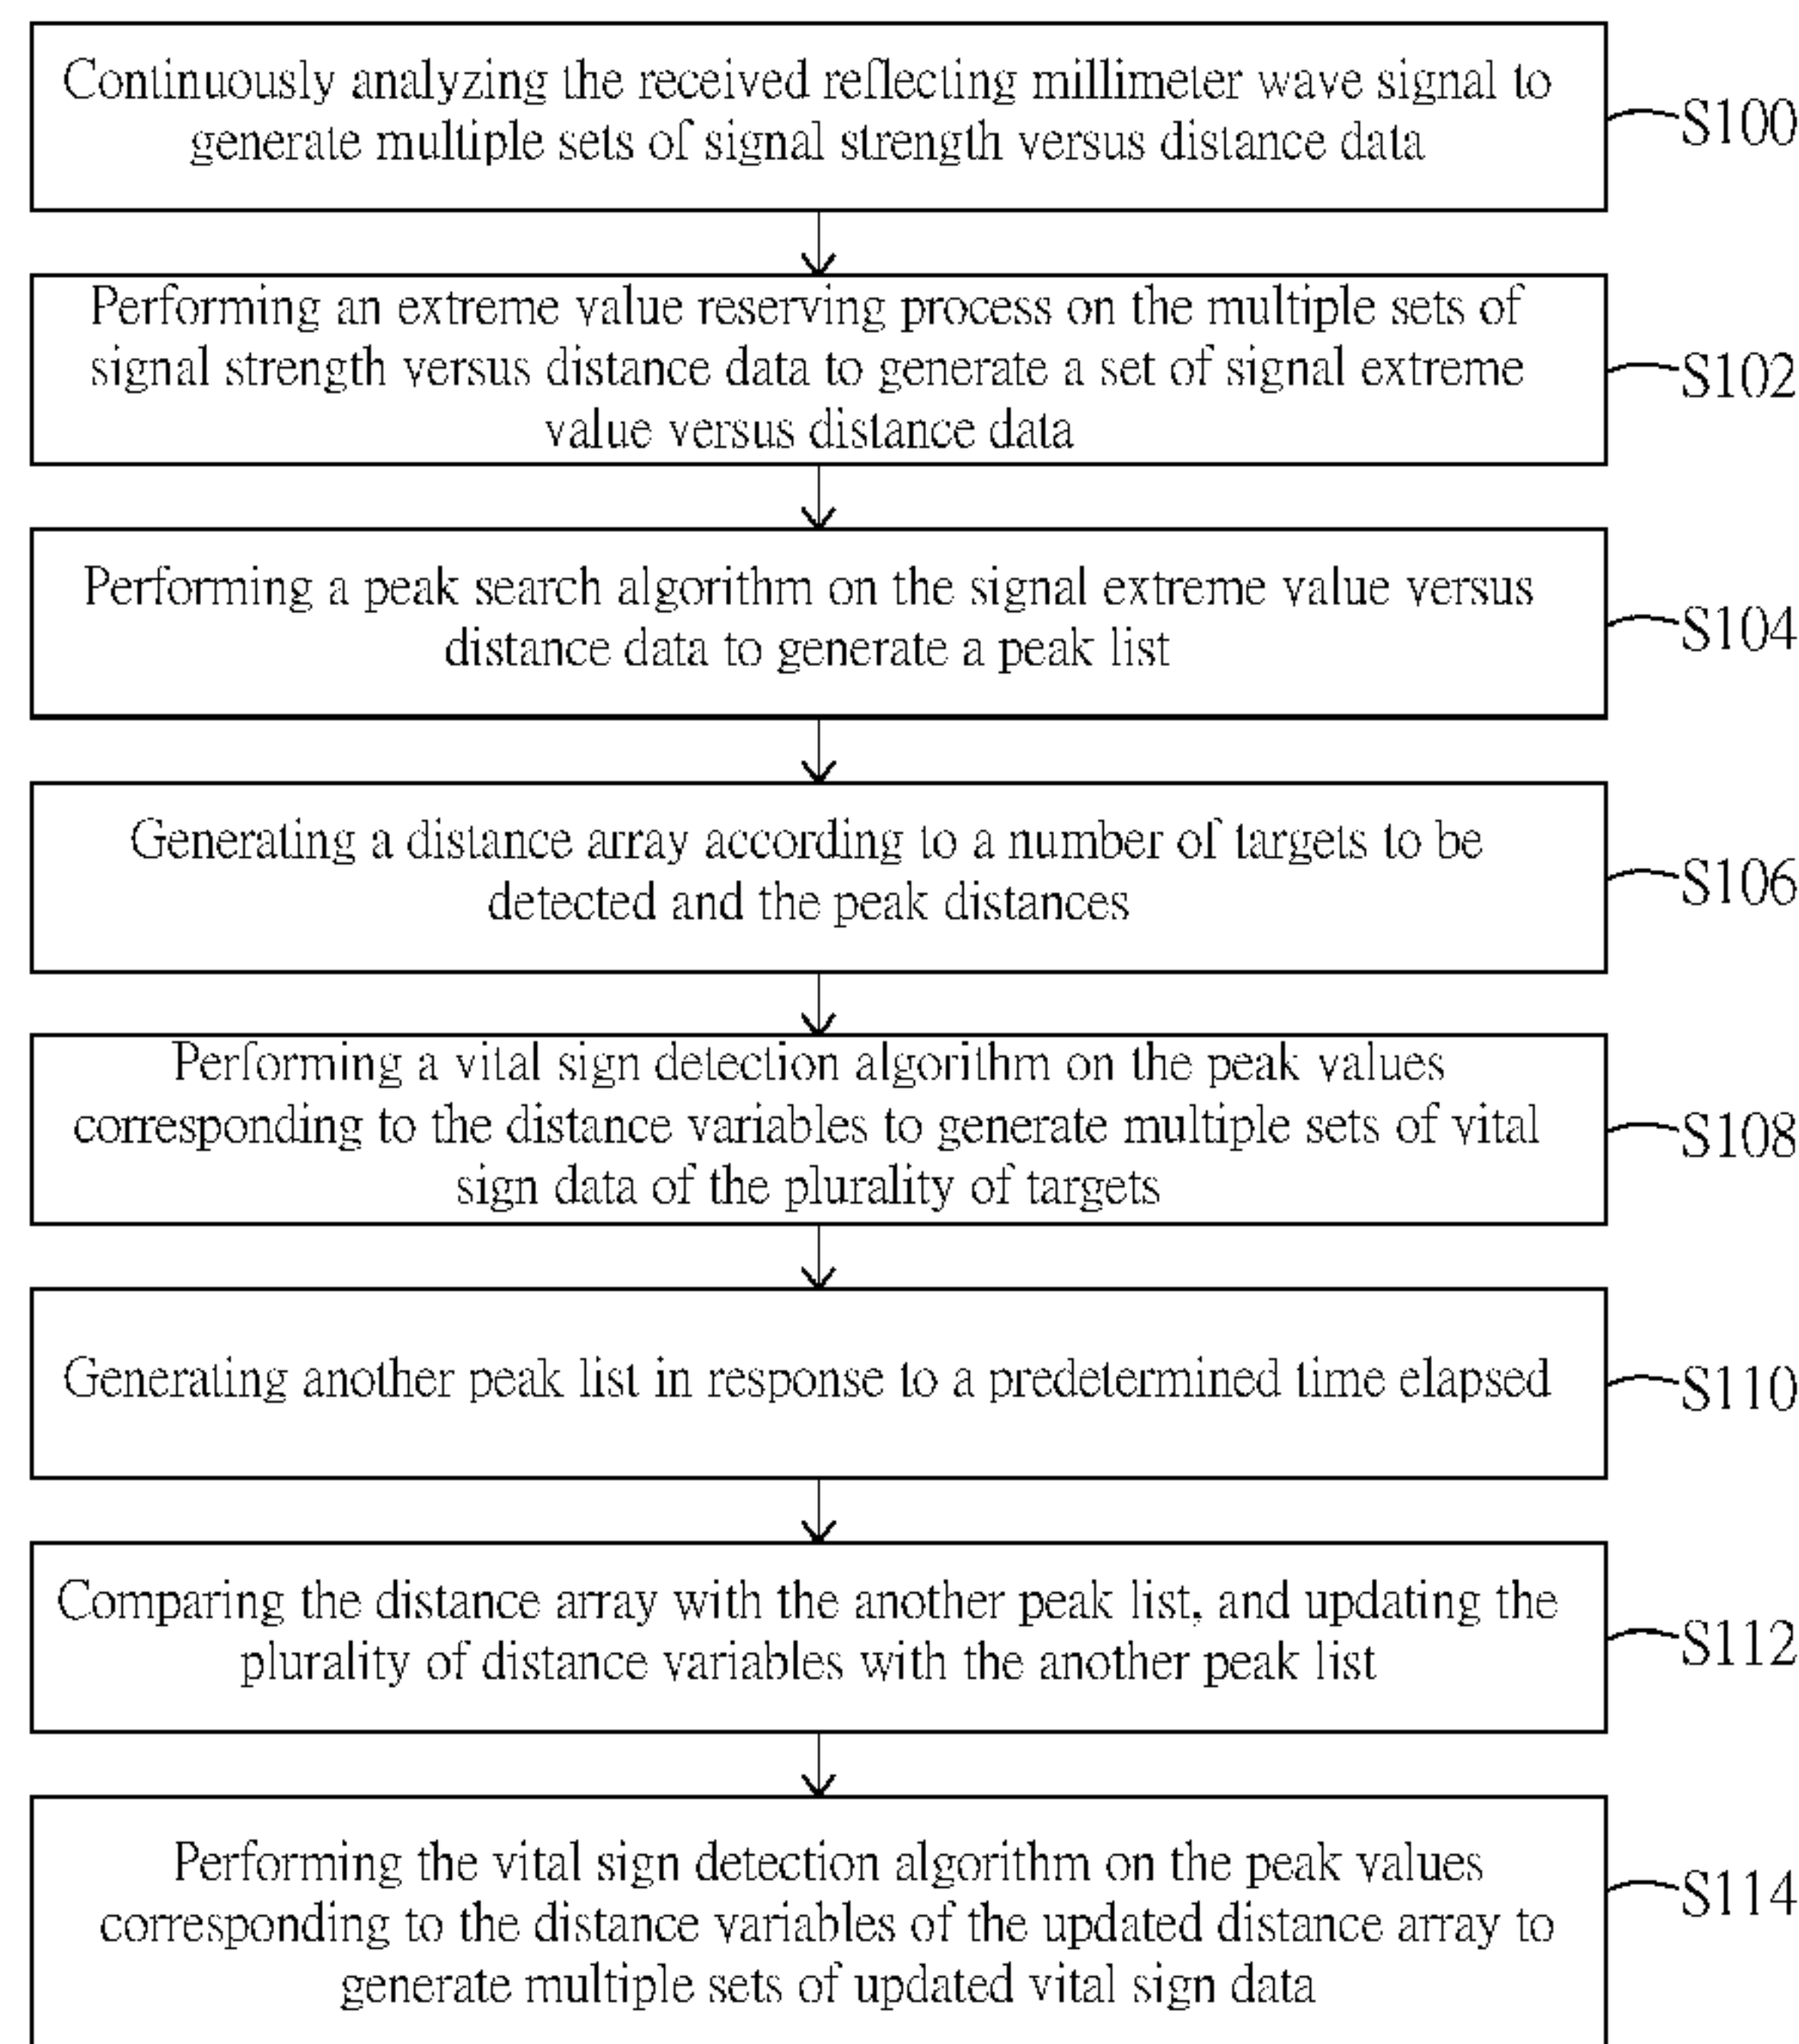 Continuously analyzing the received reflecting millimeter wave signal to
generate multiple sets of signal strength versus distance data
S100
Performing an extreme value reserving process on the multiple sets of
signal strength versus distance data to generate a set of signal extreme
value versus distance data
S102
Performing a peak search algorithm on the signal extreme value versus
distance data to generate a peak list
S104
Generating a distance array according to a number of targets to be
detected and the peak distances
S106
Performing a vital sign detection algorithm on the peak values
corresponding to the distance variables to generate multiple sets of vital
sign data of the plurality of targets
S108
Generating another peak list in response to a predetermined time elapsed
S110
Comparing the distance array with the another peak list, and updating the
plurality of distance variables with the another peak list
S112
Performing the vital sign detection algorithm on the peak values
corresponding to the distance variables of the updated distance array to
generate multiple sets of updated vital sign data
S114